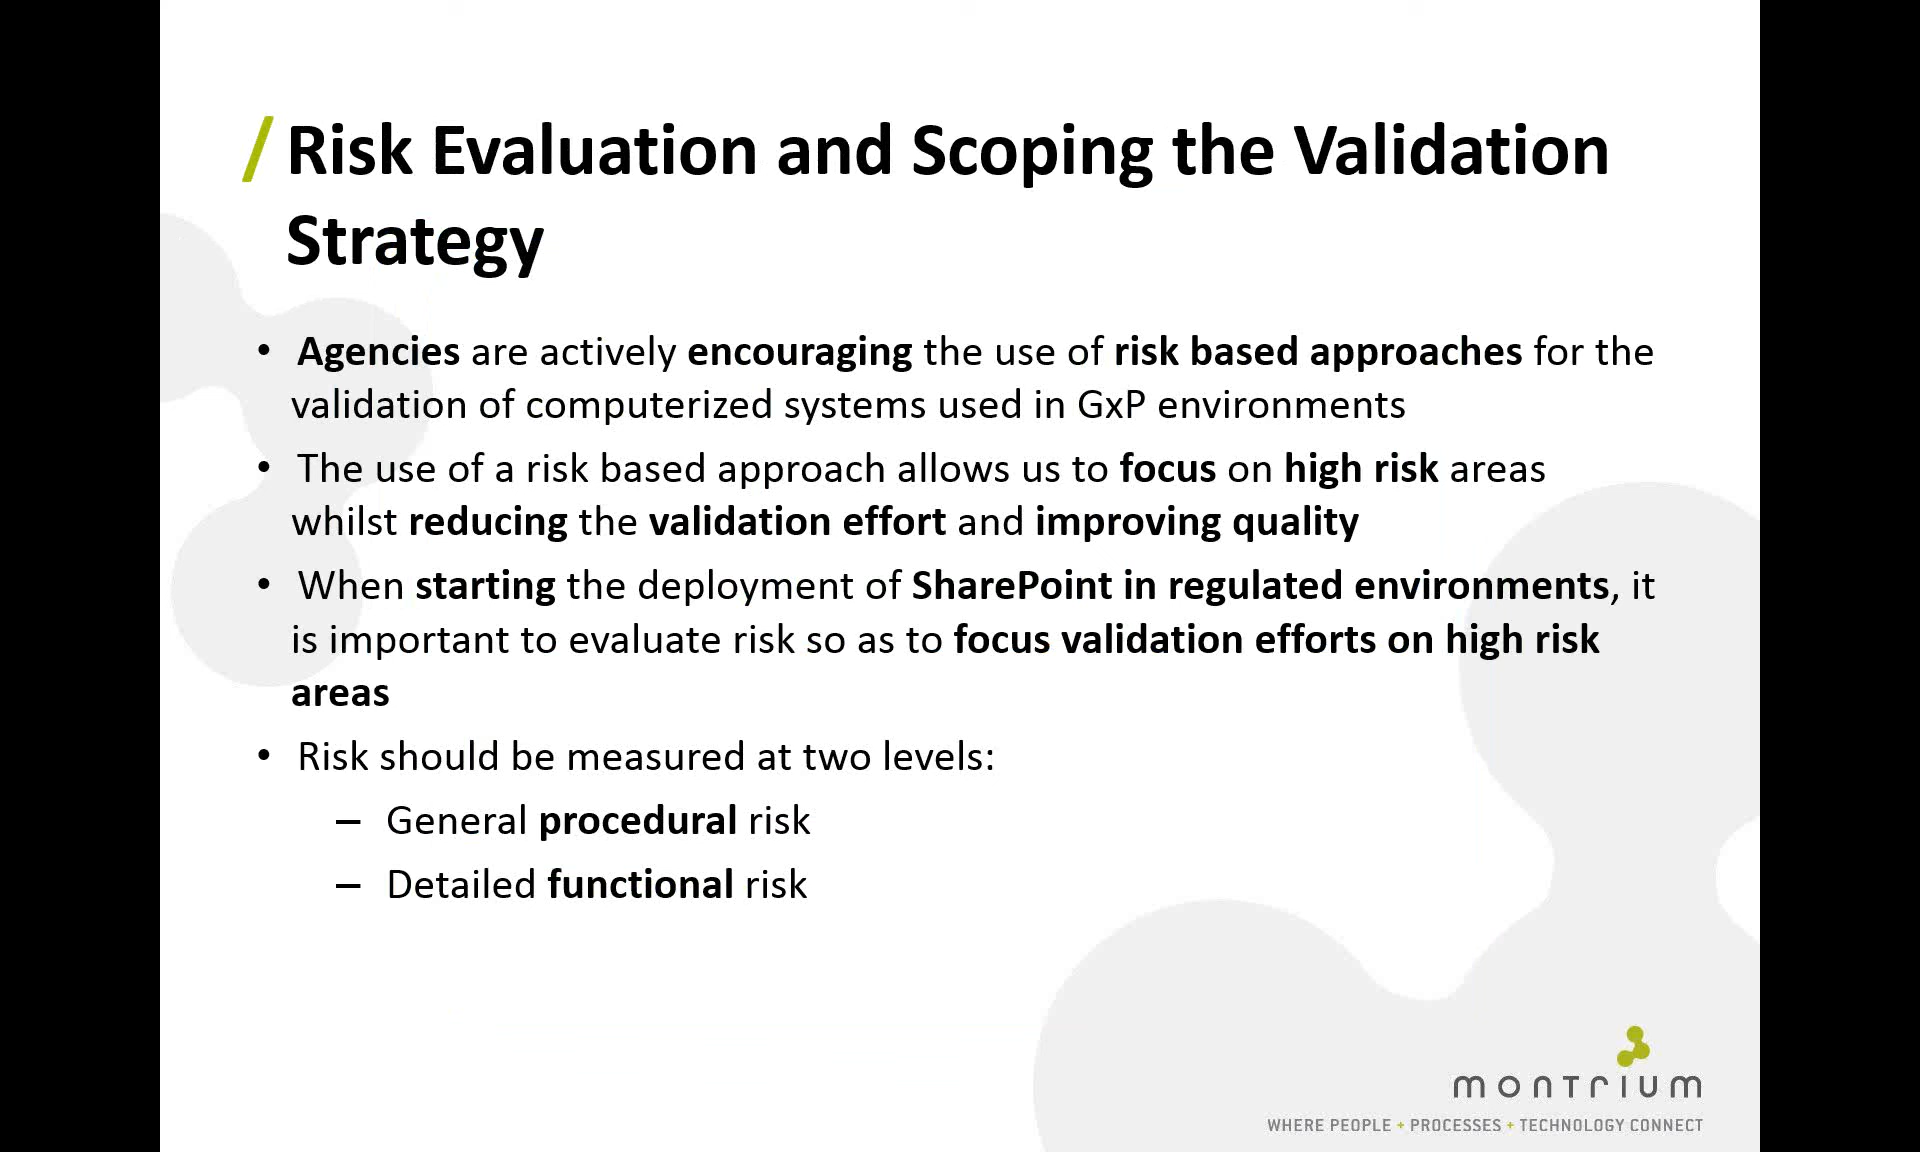 / Risk Evaluation and Scoping the Validation
Strategy
• Agencies are actively encouraging the use of risk based approaches for the
validation of computerized systems used in GxP environments
• The use of a risk based approach allows us to focus on high risk areas
whilst reducing the validation effort and improving quality
• When starting the deployment of SharePoint in regulated environments, it
is important to evaluate risk so as to focus validation efforts on high risk
areas
• Risk should be measured at two levels:
– General procedural risk
– Detailed functional risk
montrium
WHERE PEOPLE + PROCESSES + TECHNOLOGY CONNECT